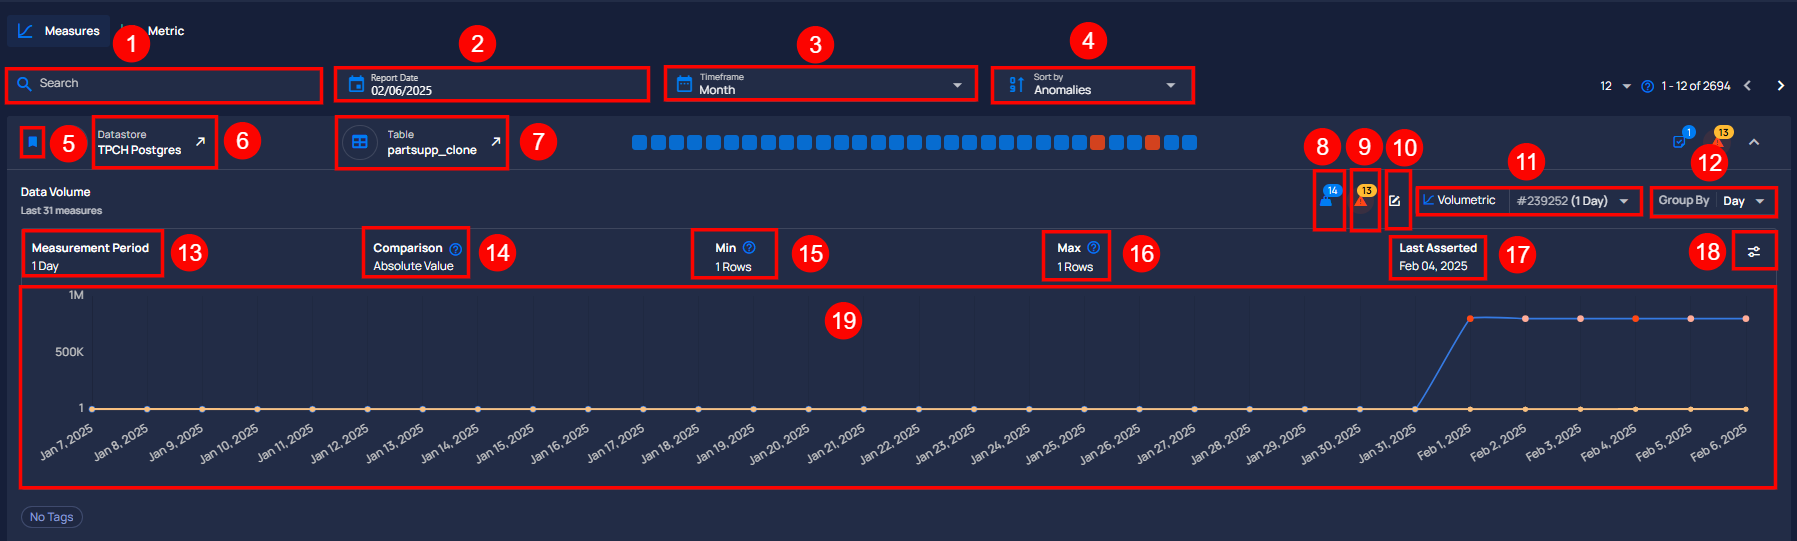 Measures
Metric
1
2
3
4
Search
Report Date
02/06/2025
Timeframe
Month
Sort by
Anomalies
12
1 - 12 of 2694
5
Datastore
TPCH Postgres
6
Table
partsupp_clone
7
1
13
8
9
10
11
12
Data Volume
Last 31 measures
14
13
Volumetric
#239252 (1 Day)
Group By
Day
Measurement Period
1 Day
13
Comparison
Absolute Value
14
Min
1 Rows
15
Max
1 Rows
16
Last Asserted
Feb 04, 2025
17
18
19
1M
500K
1
Jan 7, 2025
Jan 8, 2025
Jan 9, 2025
Jan 10, 2025
Jan 11, 2025
Jan 12, 2025
Jan 13, 2025
Jan 14, 2025
Jan 15, 2025
Jan 16, 2025
Jan 17, 2025
Jan 18, 2025
Jan 19, 2025
Jan 20, 2025
Jan 21, 2025
Jan 22, 2025
Jan 23, 2025
Jan 24, 2025
Jan 25, 2025
Jan 26, 2025
Jan 27, 2025
Jan 28, 2025
Jan 29, 2025
Jan 30, 2025
Jan 31, 2025
Feb 1, 2025
Feb 2, 2025
Feb 3, 2025
Feb 4, 2025
Feb 5, 2025
Feb 6, 2025
No Tags